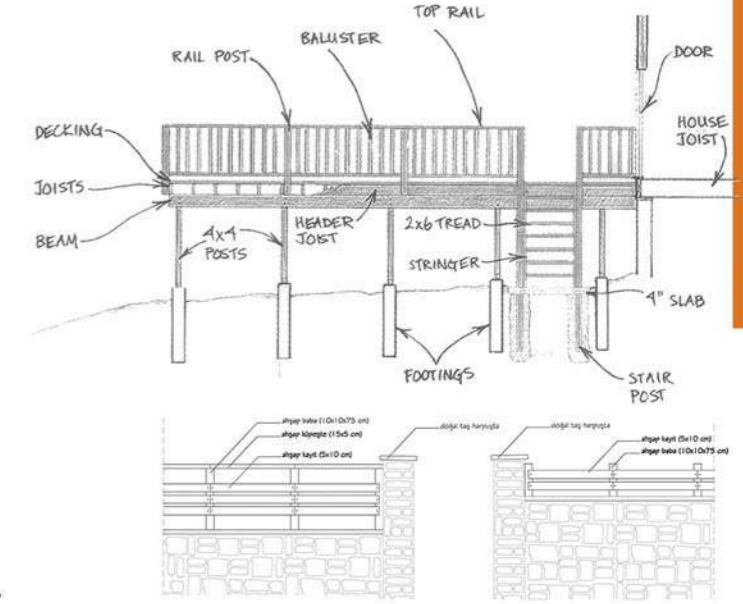 TOP RAIL
BALUSTER
RAIL POST
DOOR
DECKING
HOUSE
JOIST
JOISTS
HEADER
JOIST
2x6 TREAD
BEAM
4x4
POSTS
STRINGER
4" SLAB
FOOTINGS
STAIR
POST
ahşap baba (10x10x75 cm)
ahşap küpeşte (15x5 cm)
ahşap kayıt (5x10 cm)
doğal taş harpuşta
doğal taş harpuşta
ahşap kayıt (5x10 cm)
ahşap baba (10x10x75 cm)